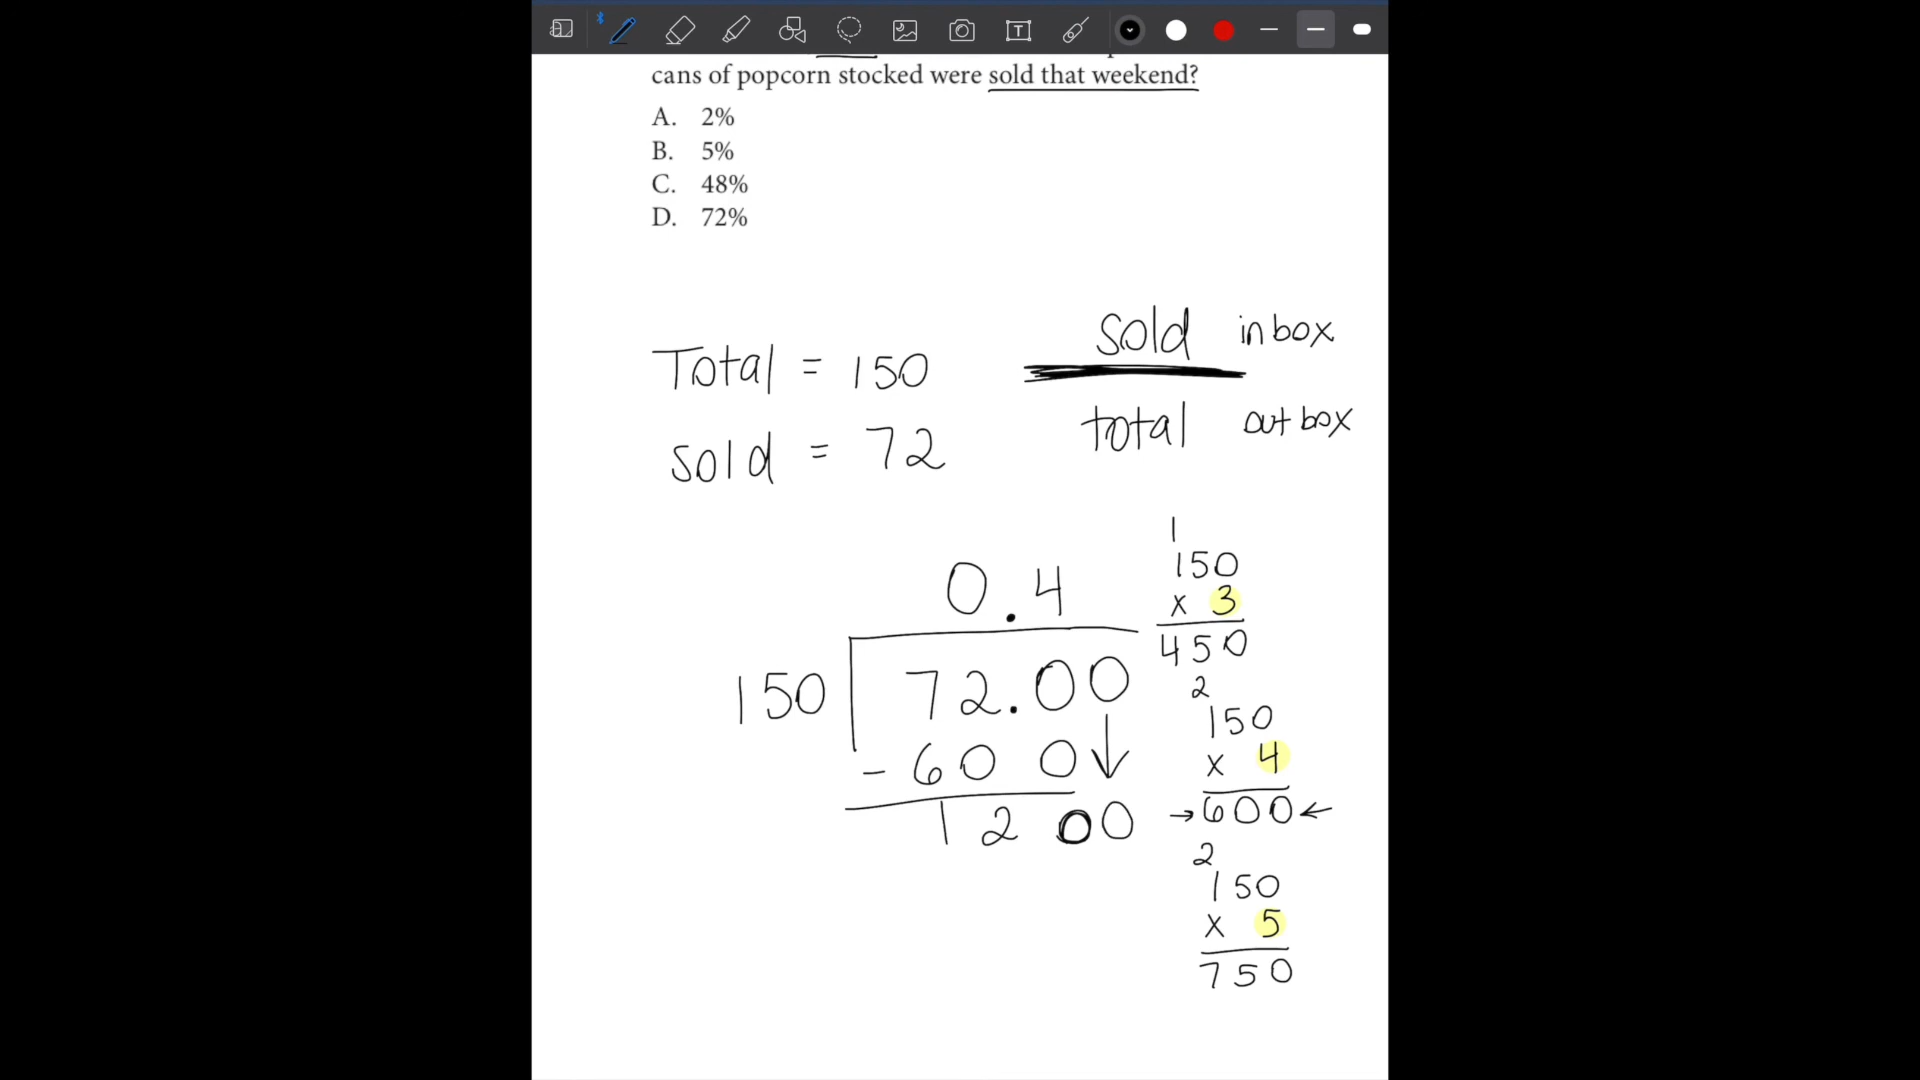 cans of popcorn stocked were sold that weekend?
A. 2%
B. 5%
C. 48%
D. 72%
Total = 150
sold = 72
sold in box
total out box
0.4
150 72.00
- 60 0
12 00
1
150
x 3
450
2
150
x 4
→600←
2
150
x 5
750